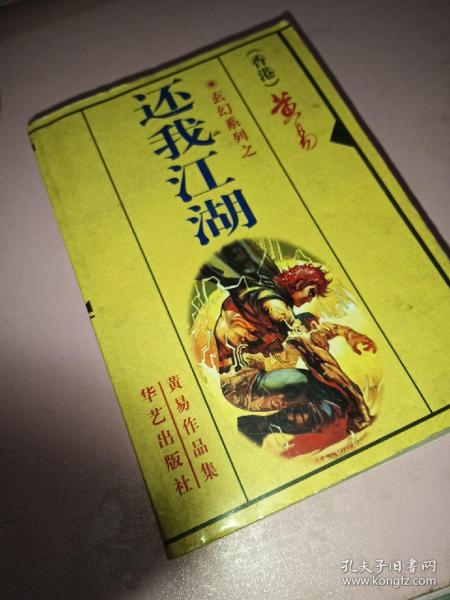 (香港)
黄易
玄幻系列之
还我江湖
黄易作品集
华艺出版社
孔夫子旧书网
www.kongfz.com